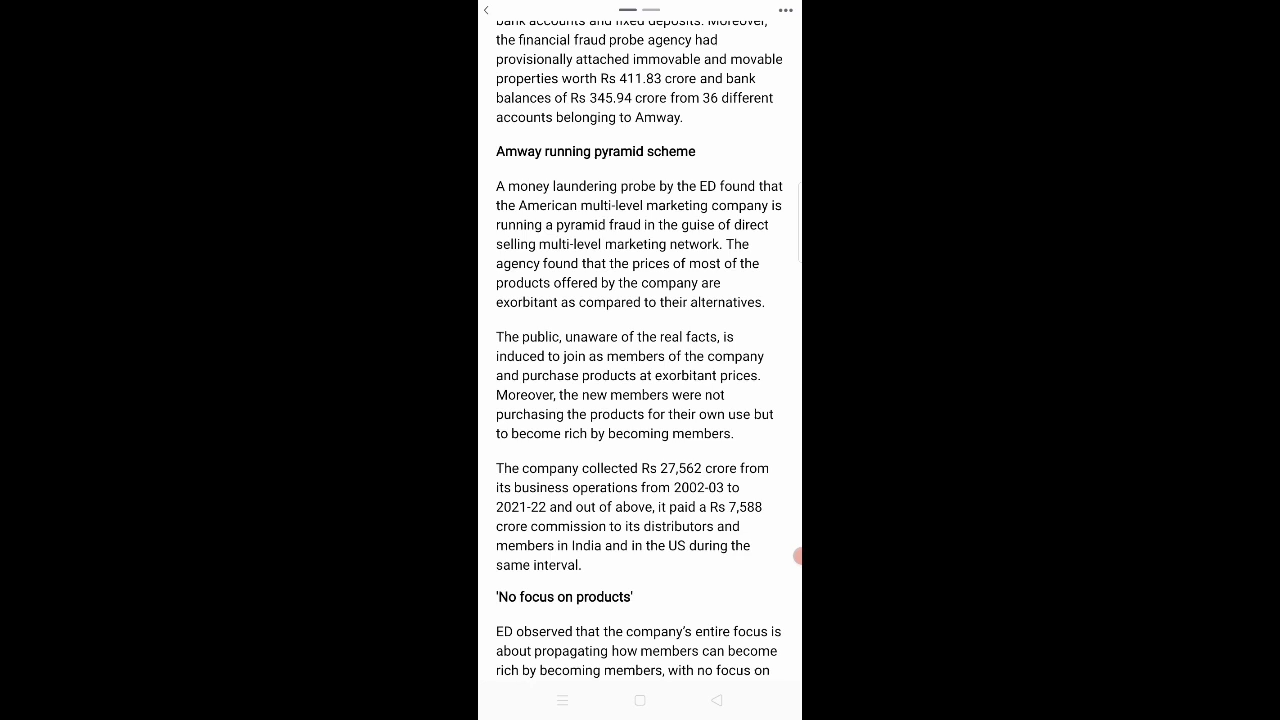 bank accounts and fixed deposits. Moreover,
the financial fraud probe agency had
provisionally attached immovable and movable
properties worth Rs 411.83 crore and bank
balances of Rs 345.94 crore from 36 different
accounts belonging to Amway.
Amway running pyramid scheme
A money laundering probe by the ED found that
the American multi-level marketing company is
running a pyramid fraud in the guise of direct
selling multi-level marketing network. The
agency found that the prices of most of the
products offered by the company are
exorbitant as compared to their alternatives.
The public, unaware of the real facts, is
induced to join as members of the company
and purchase products at exorbitant prices.
Moreover, the new members were not
purchasing the products for their own use but
to become rich by becoming members.
The company collected Rs 27,562 crore from
its business operations from 2002-03 to
2021-22 and out of above, it paid a Rs 7,588
crore commission to its distributors and
members in India and in the US during the
same interval.
'No focus on products'
ED observed that the company's entire focus is
about propagating how members can become
rich by becoming members, with no focus on